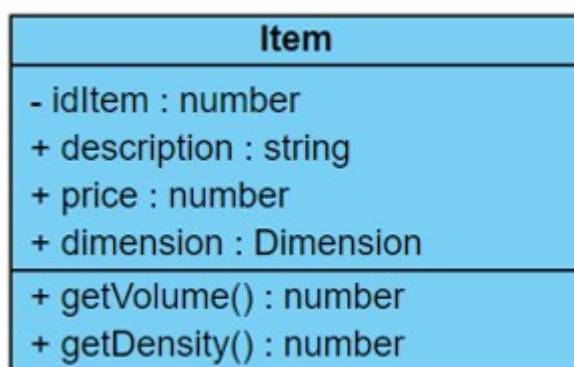 Item
- idItem : number
+ description : string
+ price : number
+ dimension : Dimension
+ getVolume() : number
+ getDensity() : number